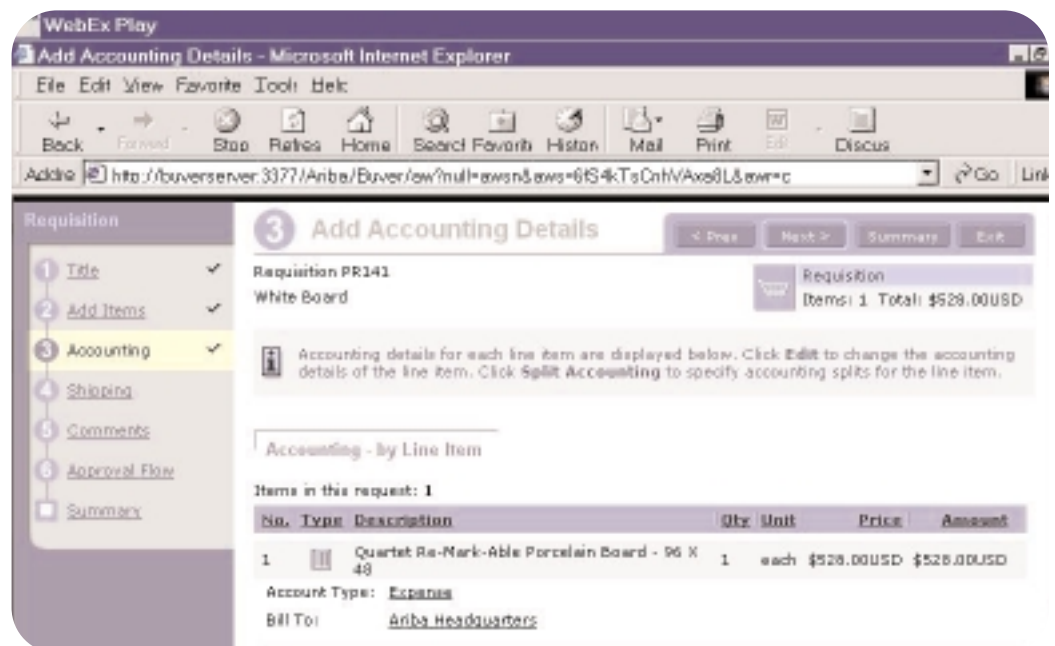 WebEx Play
Add Accounting Details - Microsoft Internet Explorer
File Edit View Favorite Tools Help
Back Forward Stop Refres Home Search Favorit Histon Mail Print Edit Discus
Addre http://buyerserver:3377/Ariba/Buyer/aw?null=awsn& Go Link
Requisition
1 Title
2 Add Items
3 Accounting
4 Shipping
5 Comments
6 Approval Flow
Summary
3 Add Accounting Details
< Prev Next > Summary Exit
Requisition PR141
White Board
Requisition
Items: 1 Total: $528.00USD
Accounting details for each line item are displayed below. Click Edit to change the accounting
details of the line item. Click Split Accounting to specify accounting splits for the line item.
Accounting - by Line Item
Items in this request: 1
No. Type Description Qty Unit Price Amount
1 Quartet Re-Mark-Able Porcelain Board - 96 X
48
1 each $528.00USD $528.00USD
Account Type: Expense
Bill To: Ariba Headquarters